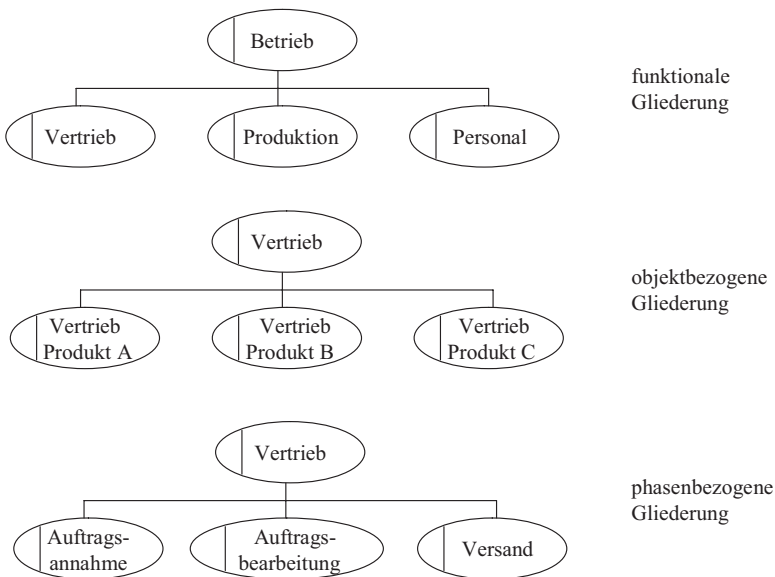 Betrieb
funktionale
Gliederung
Vertrieb
Produktion
Personal
Vertrieb
objektbezogene
Gliederung
Vertrieb
Produkt A
Vertrieb
Produkt B
Vertrieb
Produkt C
Vertrieb
phasenbezogene
Gliederung
Auftrags-
annahme
Auftrags-
bearbeitung
Versand